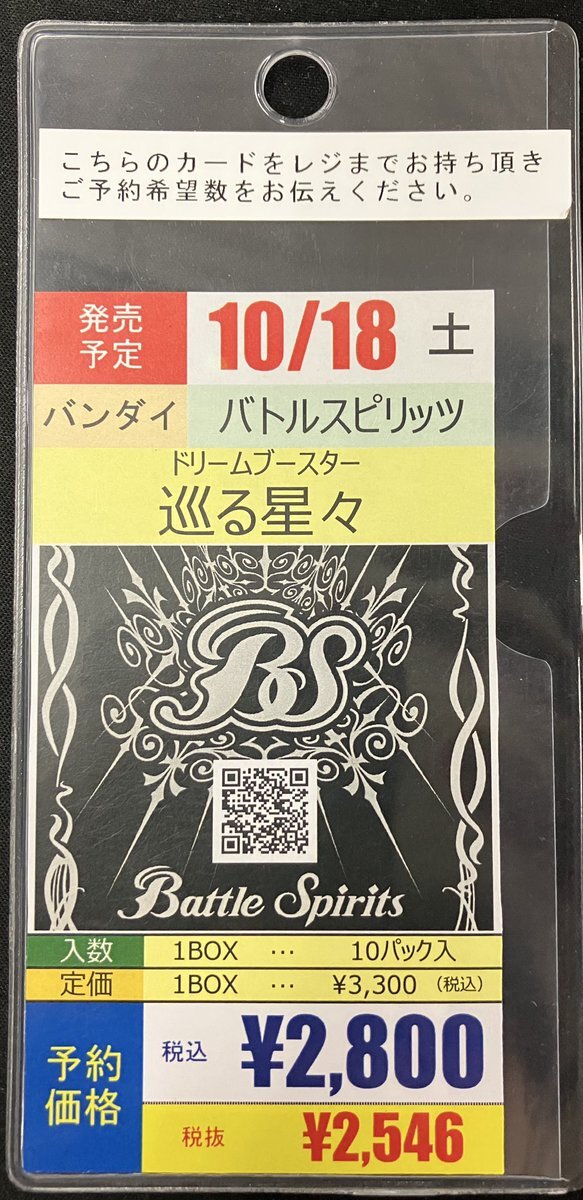 こちらのカードをレジまでお持ち頂き
ご予約希望数をお伝えください。
発売
予定
10/18 土
バンダイ バトルスピリッツ
ドリームブースター
巡る星々
BS
Battle Spirits
入数 1BOX … 10パック入
定価 1BOX … ¥3,300 (税込)
予約
価格
税込 ¥2,800
税抜 ¥2,546